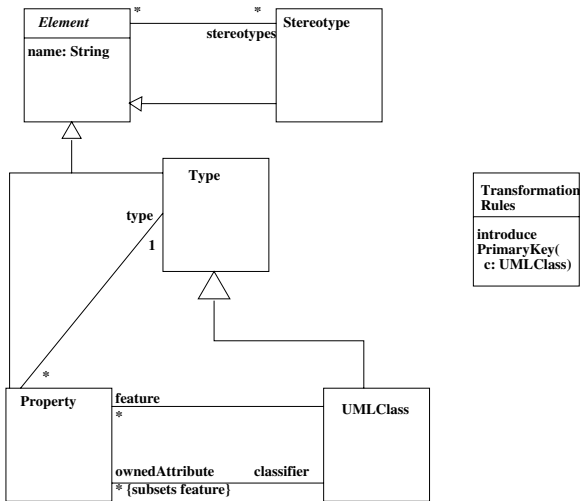 Element
* *
Stereotype
stereotypes
name: String
Type
type
1
Transformation
Rules
introduce
PrimaryKey(
c: UMLClass)
*
Property
feature
*
UMLClass
ownedAttribute classifier
* {subsets feature}